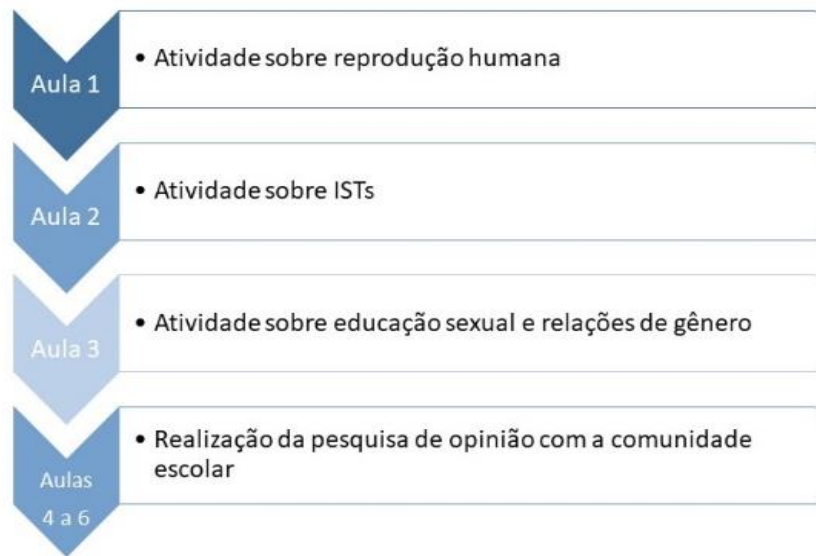 Aula 1
• Atividade sobre reprodução humana
Aula 2
• Atividade sobre ISTs
Aula 3
• Atividade sobre educação sexual e relações de gênero
Aulas
4 a 6
• Realização da pesquisa de opinião com a comunidade
escolar